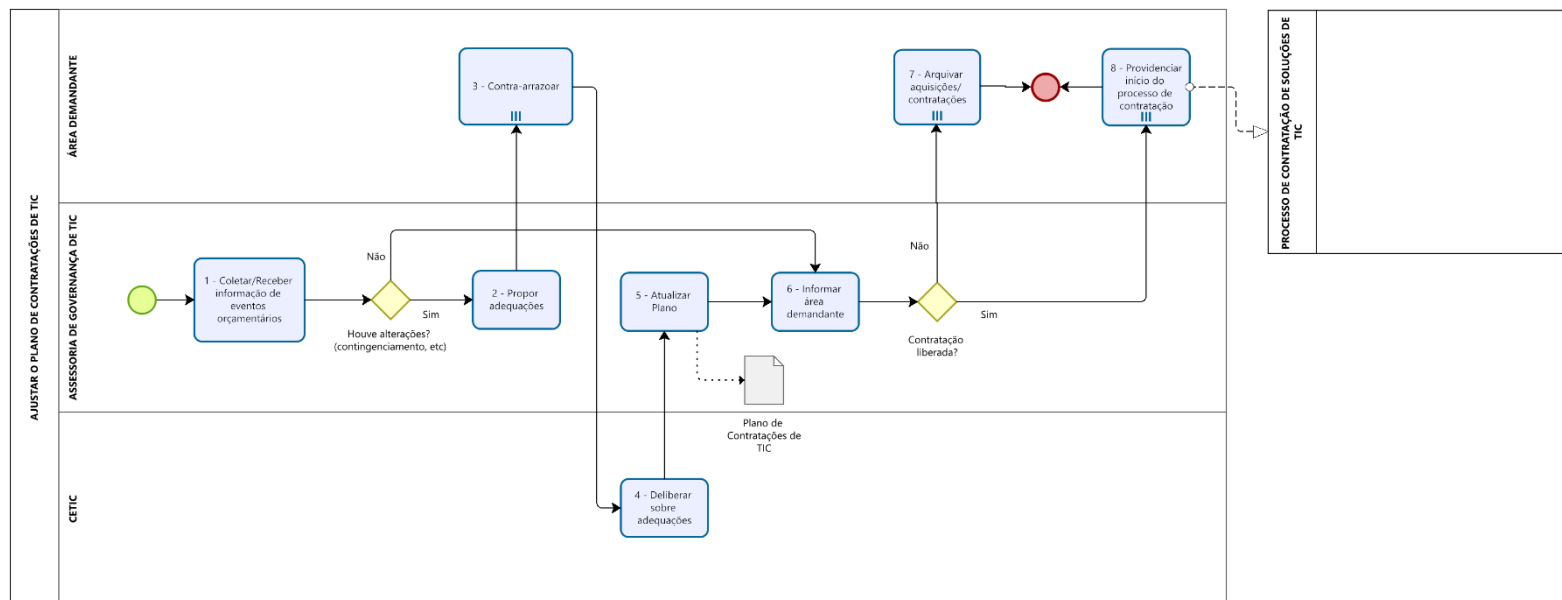 AJUSTAR O PLANO DE CONTRATAÇÕES DE TIC
ÁREA DEMANDANTE
3 - Contra-arrazoar
7 - Arquivar
aquisições/
contratações
8 - Providenciar
início do
processo de
contratação
ASSESSORIA DE GOVERNANÇA DE TIC
1 - Coletar/Receber
informação de
eventos
orçamentários
Não
Sim
Houve alterações?
(contingenciamento, etc)
2 - Propor
adequações
5 - Atualizar
Plano
Plano de
Contratações de
TIC
6 - Informar
área
demandante
Não
Sim
Contratação
liberada?
CETIC
4 - Deliberar
sobre
adequações
PROCESSO DE CONTRATAÇÃO DE SOLUÇÕES DE
TIC